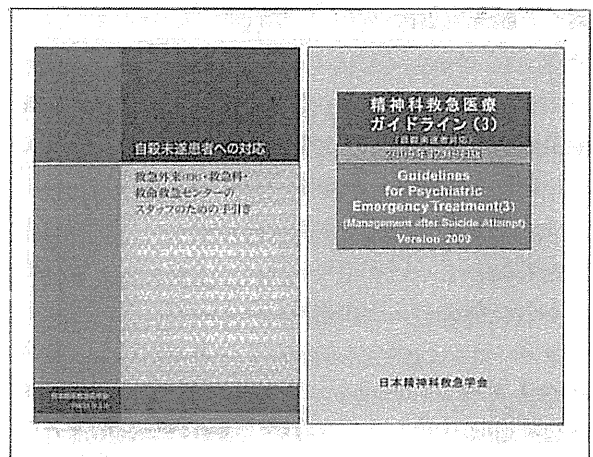 自殺未遂患者への対応
救急外来(ER)・救急科・
救命救急センターの
スタッフのための手引き
精神科救急医療
ガイドライン(3)
(自殺未遂者対応)
2009年12月9日版
Guidelines
for Psychiatric
Emergency Treatment(3)
(Management after Suicide Attempt)
Version 2009
日本精神科救急学会